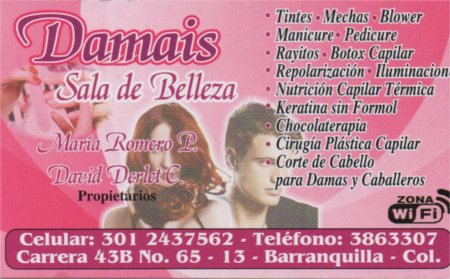 Damais
Sala de Belleza
María Romero P.
David Derlet C.
Propietarios
• Tintes • Mechas • Blower
• Manicure • Pedicure
• Rayitos • Botox Capilar
• Repolarización • Iluminacion
• Nutrición Capilar Térmica
• Keratina sin Formol
• Chocolaterapia
• Cirugía Plástica Capilar
• Corte de Cabello
para Damas y Caballeros
ZONA
WiFi
Celular: 301 2437562 - Teléfono: 3863307
Carrera 43B No. 65 - 13 - Barranquilla - Col.